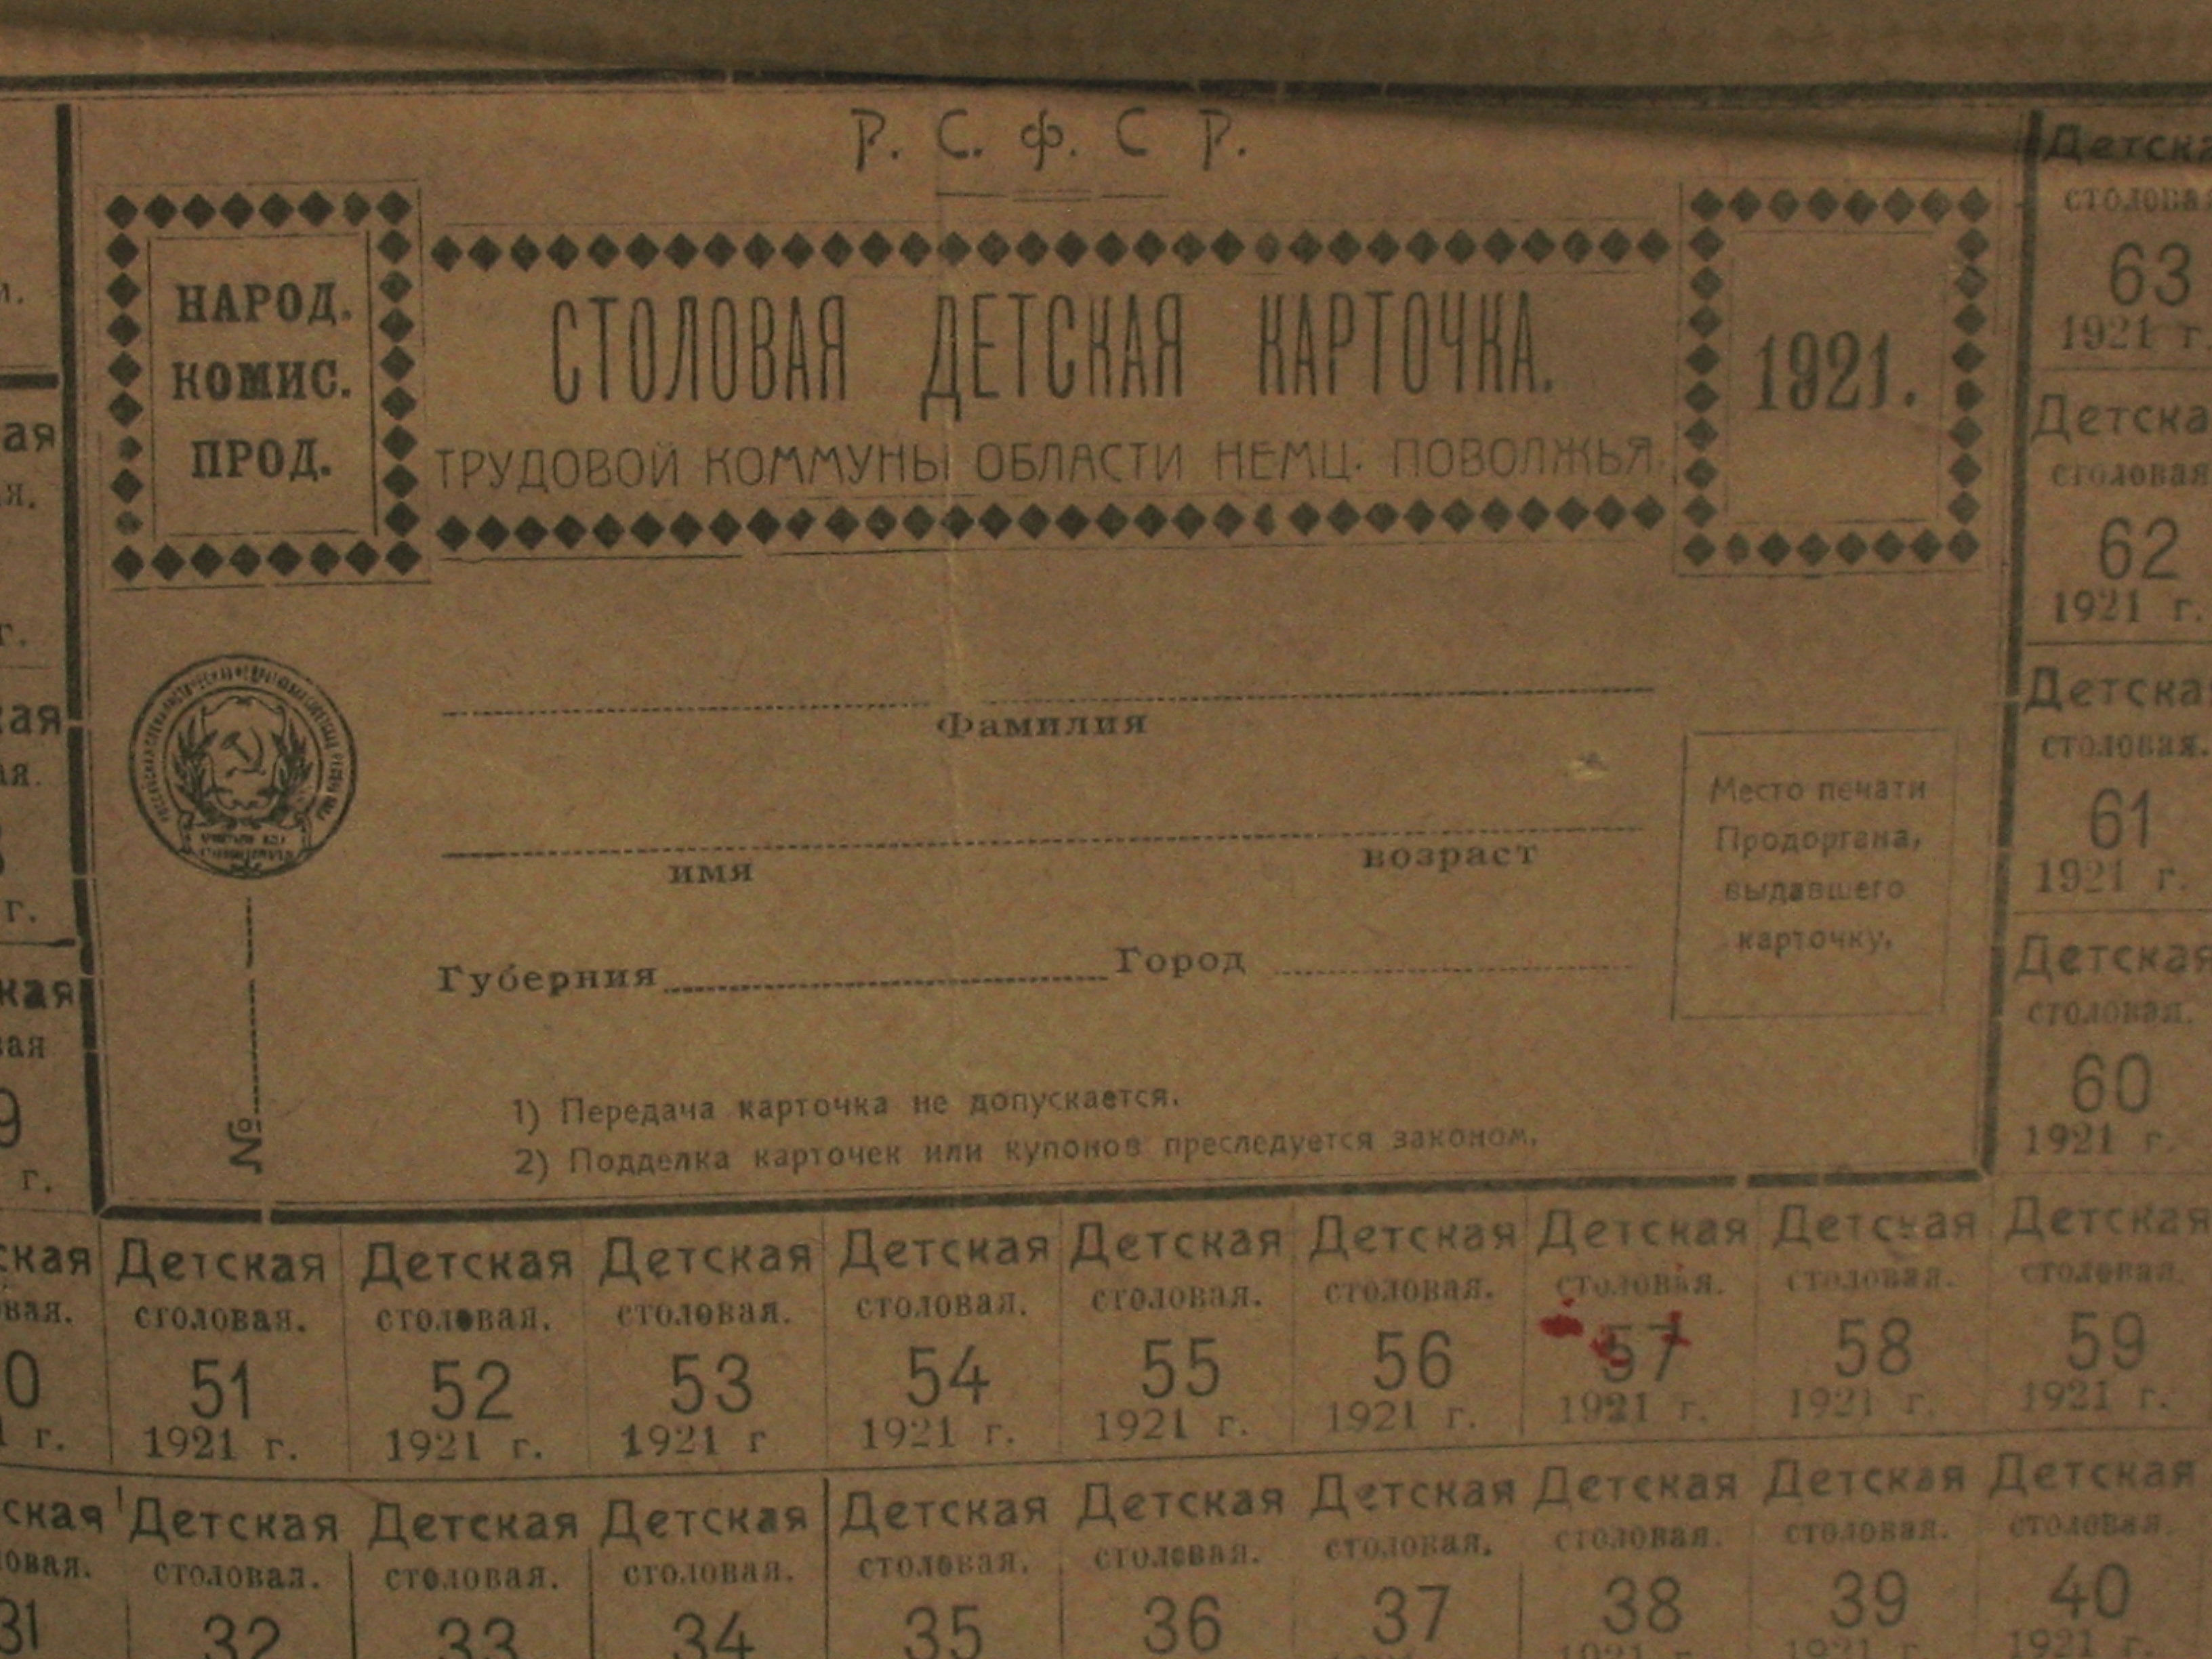 Р. С. Ф. С Р.
НАРОД.
КОМИС.
ПРОД.
СТОЛОВАЯ ДЕТСКАЯ КАРТОЧКА.
ТРУДОВОЙ КОММУНЫ ОБЛАСТИ НЕМЦ. ПОВОЛЖЬЯ.
1921.
Фамилия
имя возраст
Губерния Город
№
Место печати
Продоргана,
выдавшего
карточку.
1) Передача карточка не допускается.
2) Подделка карточек или купонов преследуется законом.
Детская
столовая
63
1921 г.
Детская
столовая
62
1921 г.
Детская
столовая.
61
1921 г.
Детская
столовая.
60
1921 г.
Детская Детская Детская Детская Детская Детская Детская Детская Детская
столовая. столовая. столовая. столовая. столовая. столовая. столовая. столовая. столовая.
51 52 53 54 55 56 57 58 59
1921 г. 1921 г. 1921 г 1921 г. 1921 г. 1921 г. 1921 г. 1921 г. 1921 г.
Детская Детская Детская Детская Детская Детская Детская Детская Детская
столовая. столовая. столовая. столовая. столовая. столовая. столовая. столовая. столовая.
31 32 33 34 35 36 37 38 39 40
1921 г. 1921 г. 1921 г.